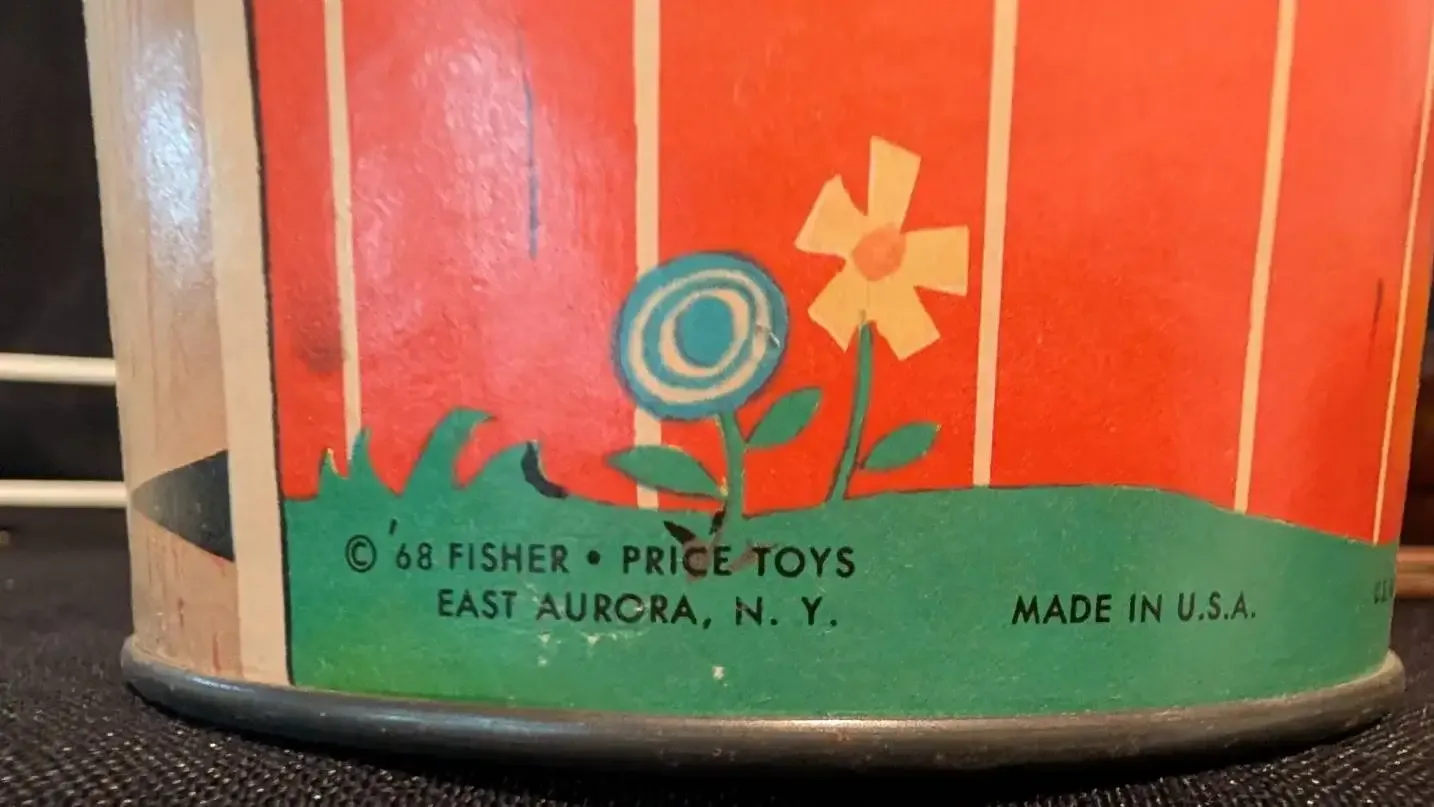 © '68 FISHER • PRICE TOYS
EAST AURORA, N. Y.
MADE IN U.S.A.